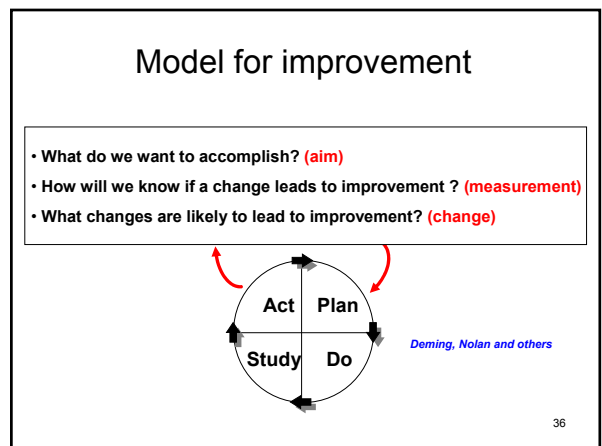 Model for improvement
• What do we want to accomplish? (aim)
• How will we know if a change leads to improvement ? (measurement)
• What changes are likely to lead to improvement? (change)
Act Plan
Study Do
Deming, Nolan and others
36